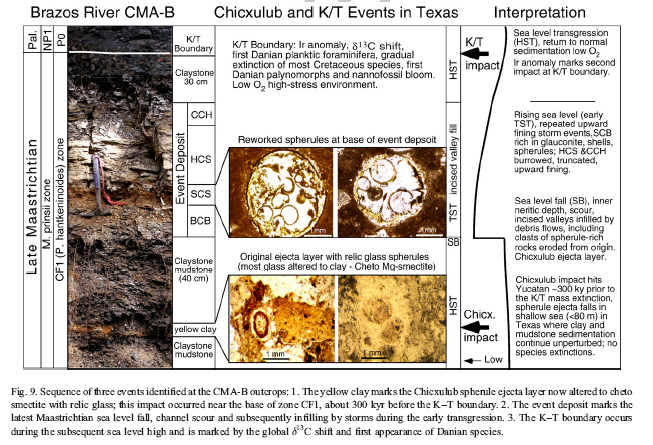 Brazos River CMA-B
Chicxulub and K/T Events in Texas
Interpretation
Pal.
NP1
P0
Late Maastrichtian
M. prinsii zone
CF1 (P. hantkeninoides) zone
K/T
Boundary
Claystone
30 cm
Event Deposit
CCH
HCS
SCS
BCB
Claystone
mudstone
(40 cm)
yellow clay
Claystone
mudstone
K/T Boundary: Ir anomaly, δ13C shift,
first Danian planktic foraminifera, gradual
extinction of most Cretaceous species, first
Danian palynomorphs and nannofossil bloom.
Low O2 high-stress environment.
Reworked spherules at base of event depsoit
1mm
Original ejecta layer with relic glass spherules
(most glass altered to clay - Cheto Mg-smectite)
1 mm
1 mm
HST
incised valley fill
TST
SB
HST
K/T
impact
Chicx.
impact
Low
Sea level transgression
(HST), return to normal
sedimentation low O2
Ir anomaly marks second
impact at K/T boundary.
Rising sea level (early
TST), repeated upward
fining storm events,SCB
rich in glauconite, shells,
spherules; HCS &CCH
burrowed, truncated,
upward fining.
Sea level fall (SB), inner
neritic depth, scour,
incised valleys infilled by
debris flows, including
clasts of spherule-rich
rocks eroded from origin.
Chicxulub ejecta layer.
Chicxulub impact hits
Yucatan ~300 ky prior to
the K/T mass extinction,
spherule ejecta falls in
shallow sea (<80 m) in
Texas where clay and
mudstone sedimentation
continue unperturbed; no
species extinctions.
Fig. 9. Sequence of three events identified at the CMA-B outcrops: 1. The yellow clay marks the Chicxulub spherule ejecta layer now altered to cheto
smectite with relic glass; this impact occurred near the base of zone CF1, about 300 kyr before the K–T boundary. 2. The event deposit marks the
latest Maastrichtian sea level fall, channel scour and subsequently infilling by storms during the early transgression. 3. The K–T boundary occurs
during the subsequent sea level high and is marked by the global δ13C shift and first appearance of Danian species.